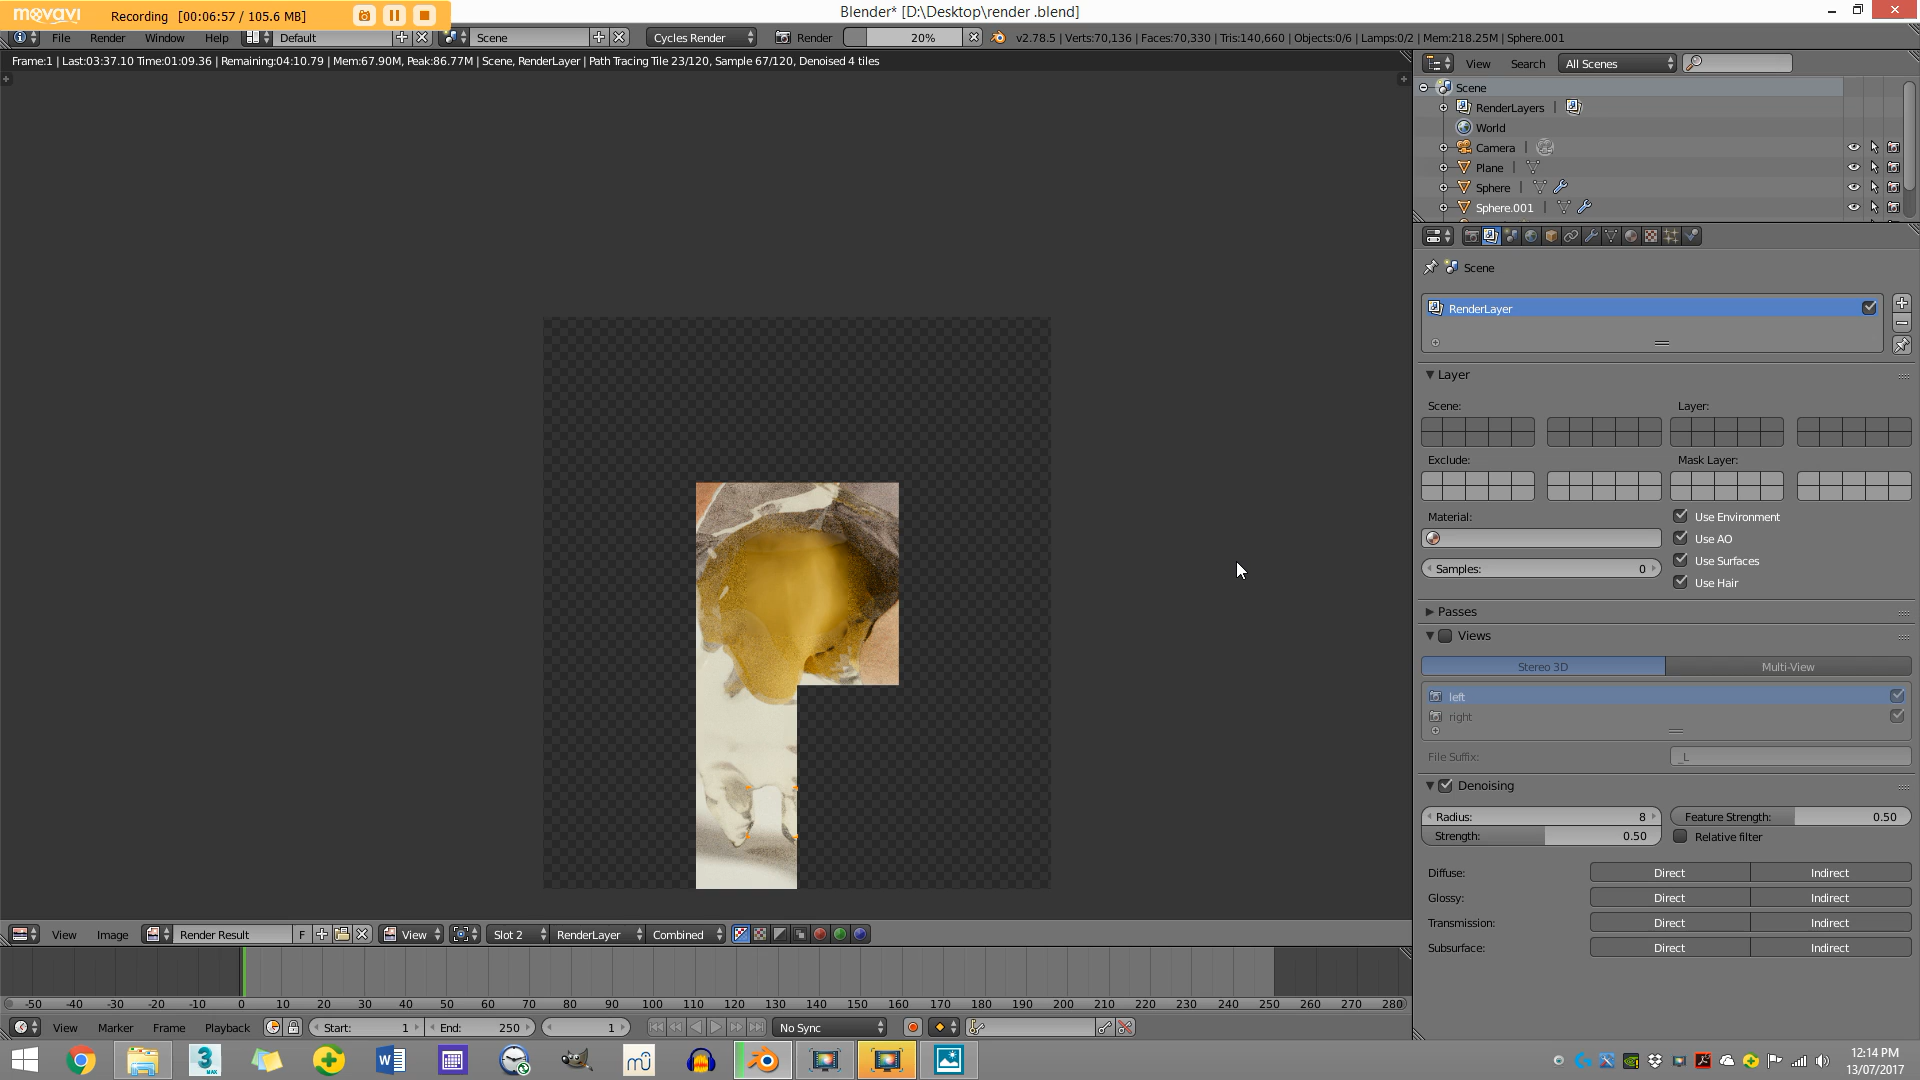 movavi Recording [00:06:57 / 105.6 MB]
Blender* [D:\Desktop\render .blend]
File Render Window Help Default Scene Cycles Render Render 20% v2.78.5 | Verts:70,136 | Faces:70,330 | Tris:140,660 | Objects:0/6 | Lamps:0/2 | Mem:218.25M | Sphere.001
Frame:1 | Last:03:37.10 Time:01:09.36 | Remaining:04:10.79 | Mem:67.90M, Peak:86.77M | Scene, RenderLayer | Path Tracing Tile 23/120, Sample 67/120, Denoised 4 tiles
View Search All Scenes
Scene
RenderLayers |
World
Camera |
Plane |
Sphere |
Sphere.001 |
Scene
RenderLayer
Layer
Scene: Layer:
Exclude: Mask Layer:
Material: Use Environment
Use AO
Samples: 0 Use Surfaces
Use Hair
Passes
Views
Stereo 3D Multi-View
left
right
File Suffix: _L
Denoising
Radius: 8 Feature Strength: 0.50
Strength: 0.50 Relative filter
Diffuse: Direct Indirect
Glossy: Direct Indirect
Transmission: Direct Indirect
Subsurface: Direct Indirect
View Image Render Result F View Slot 2 RenderLayer Combined
-50 -40 -30 -20 -10 0 10 20 30 40 50 60 70 80 90 100 110 120 130 140 150 160 170 180 190 200 210 220 230 240 250 260 270 280
View Marker Frame Playback Start: 1 End: 250 1 No Sync
3 MAX W mü
12:14 PM
13/07/2017